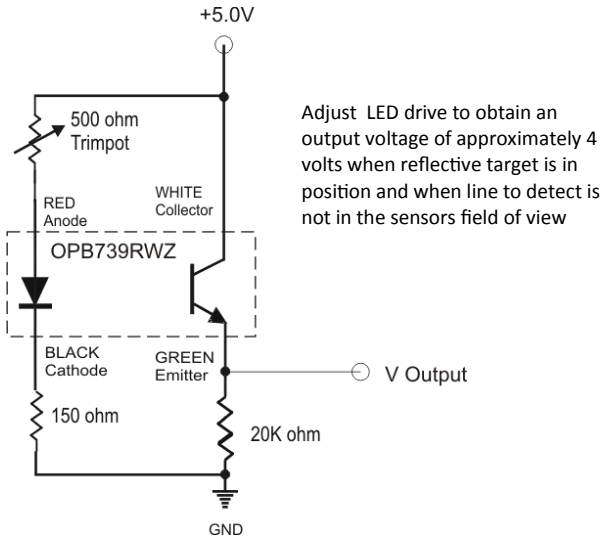 +5.0V
500 ohm
Trimpot
Adjust LED drive to obtain an
output voltage of approximately 4
volts when reflective target is in
position and when line to detect is
not in the sensors field of view
RED
Anode
WHITE
Collector
OPB739RWZ
BLACK
Cathode
GREEN
Emitter
V Output
150 ohm
20K ohm
GND